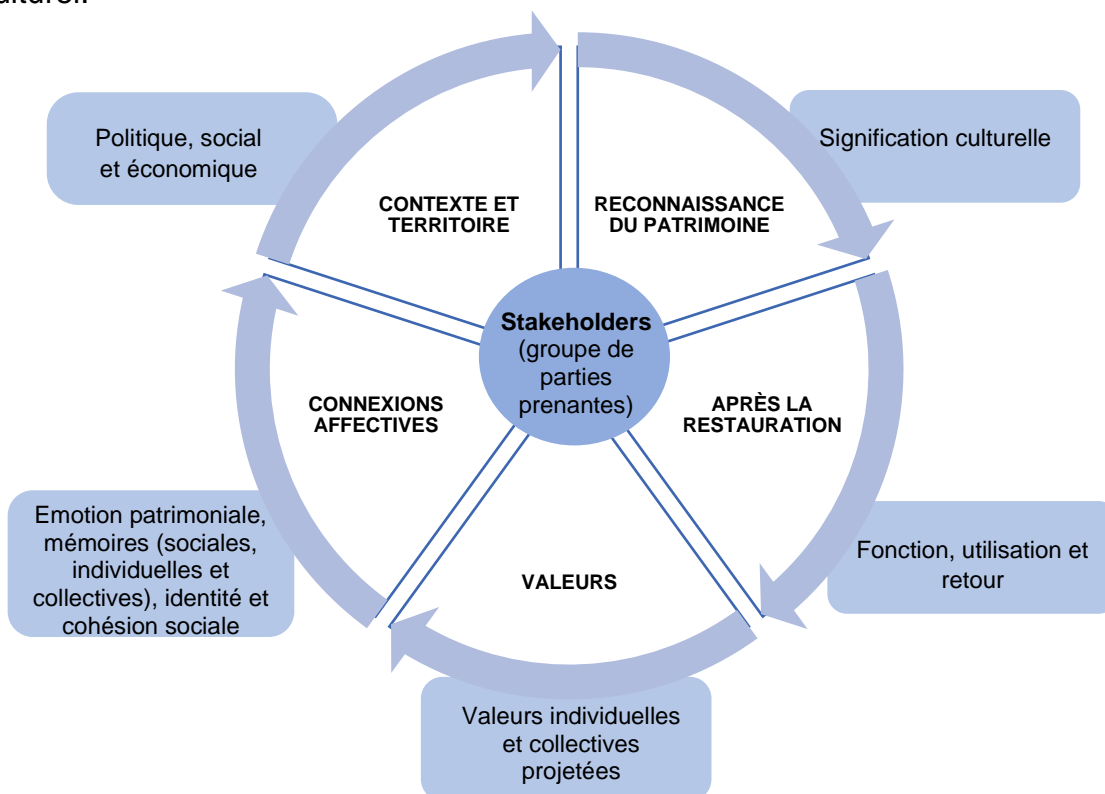 Politique, social
et économique
Signification culturelle
CONTEXTE ET
TERRITOIRE
RECONNAISSANCE
DU PATRIMOINE
Stakeholders
(groupe de
parties
prenantes)
CONNEXIONS
AFFECTIVES
APRÈS LA
RESTAURATION
Emotion patrimoniale,
mémoires (sociales,
individuelles et
collectives), identité et
cohésion sociale
VALEURS
Fonction, utilisation et
retour
Valeurs individuelles
et collectives
projetées